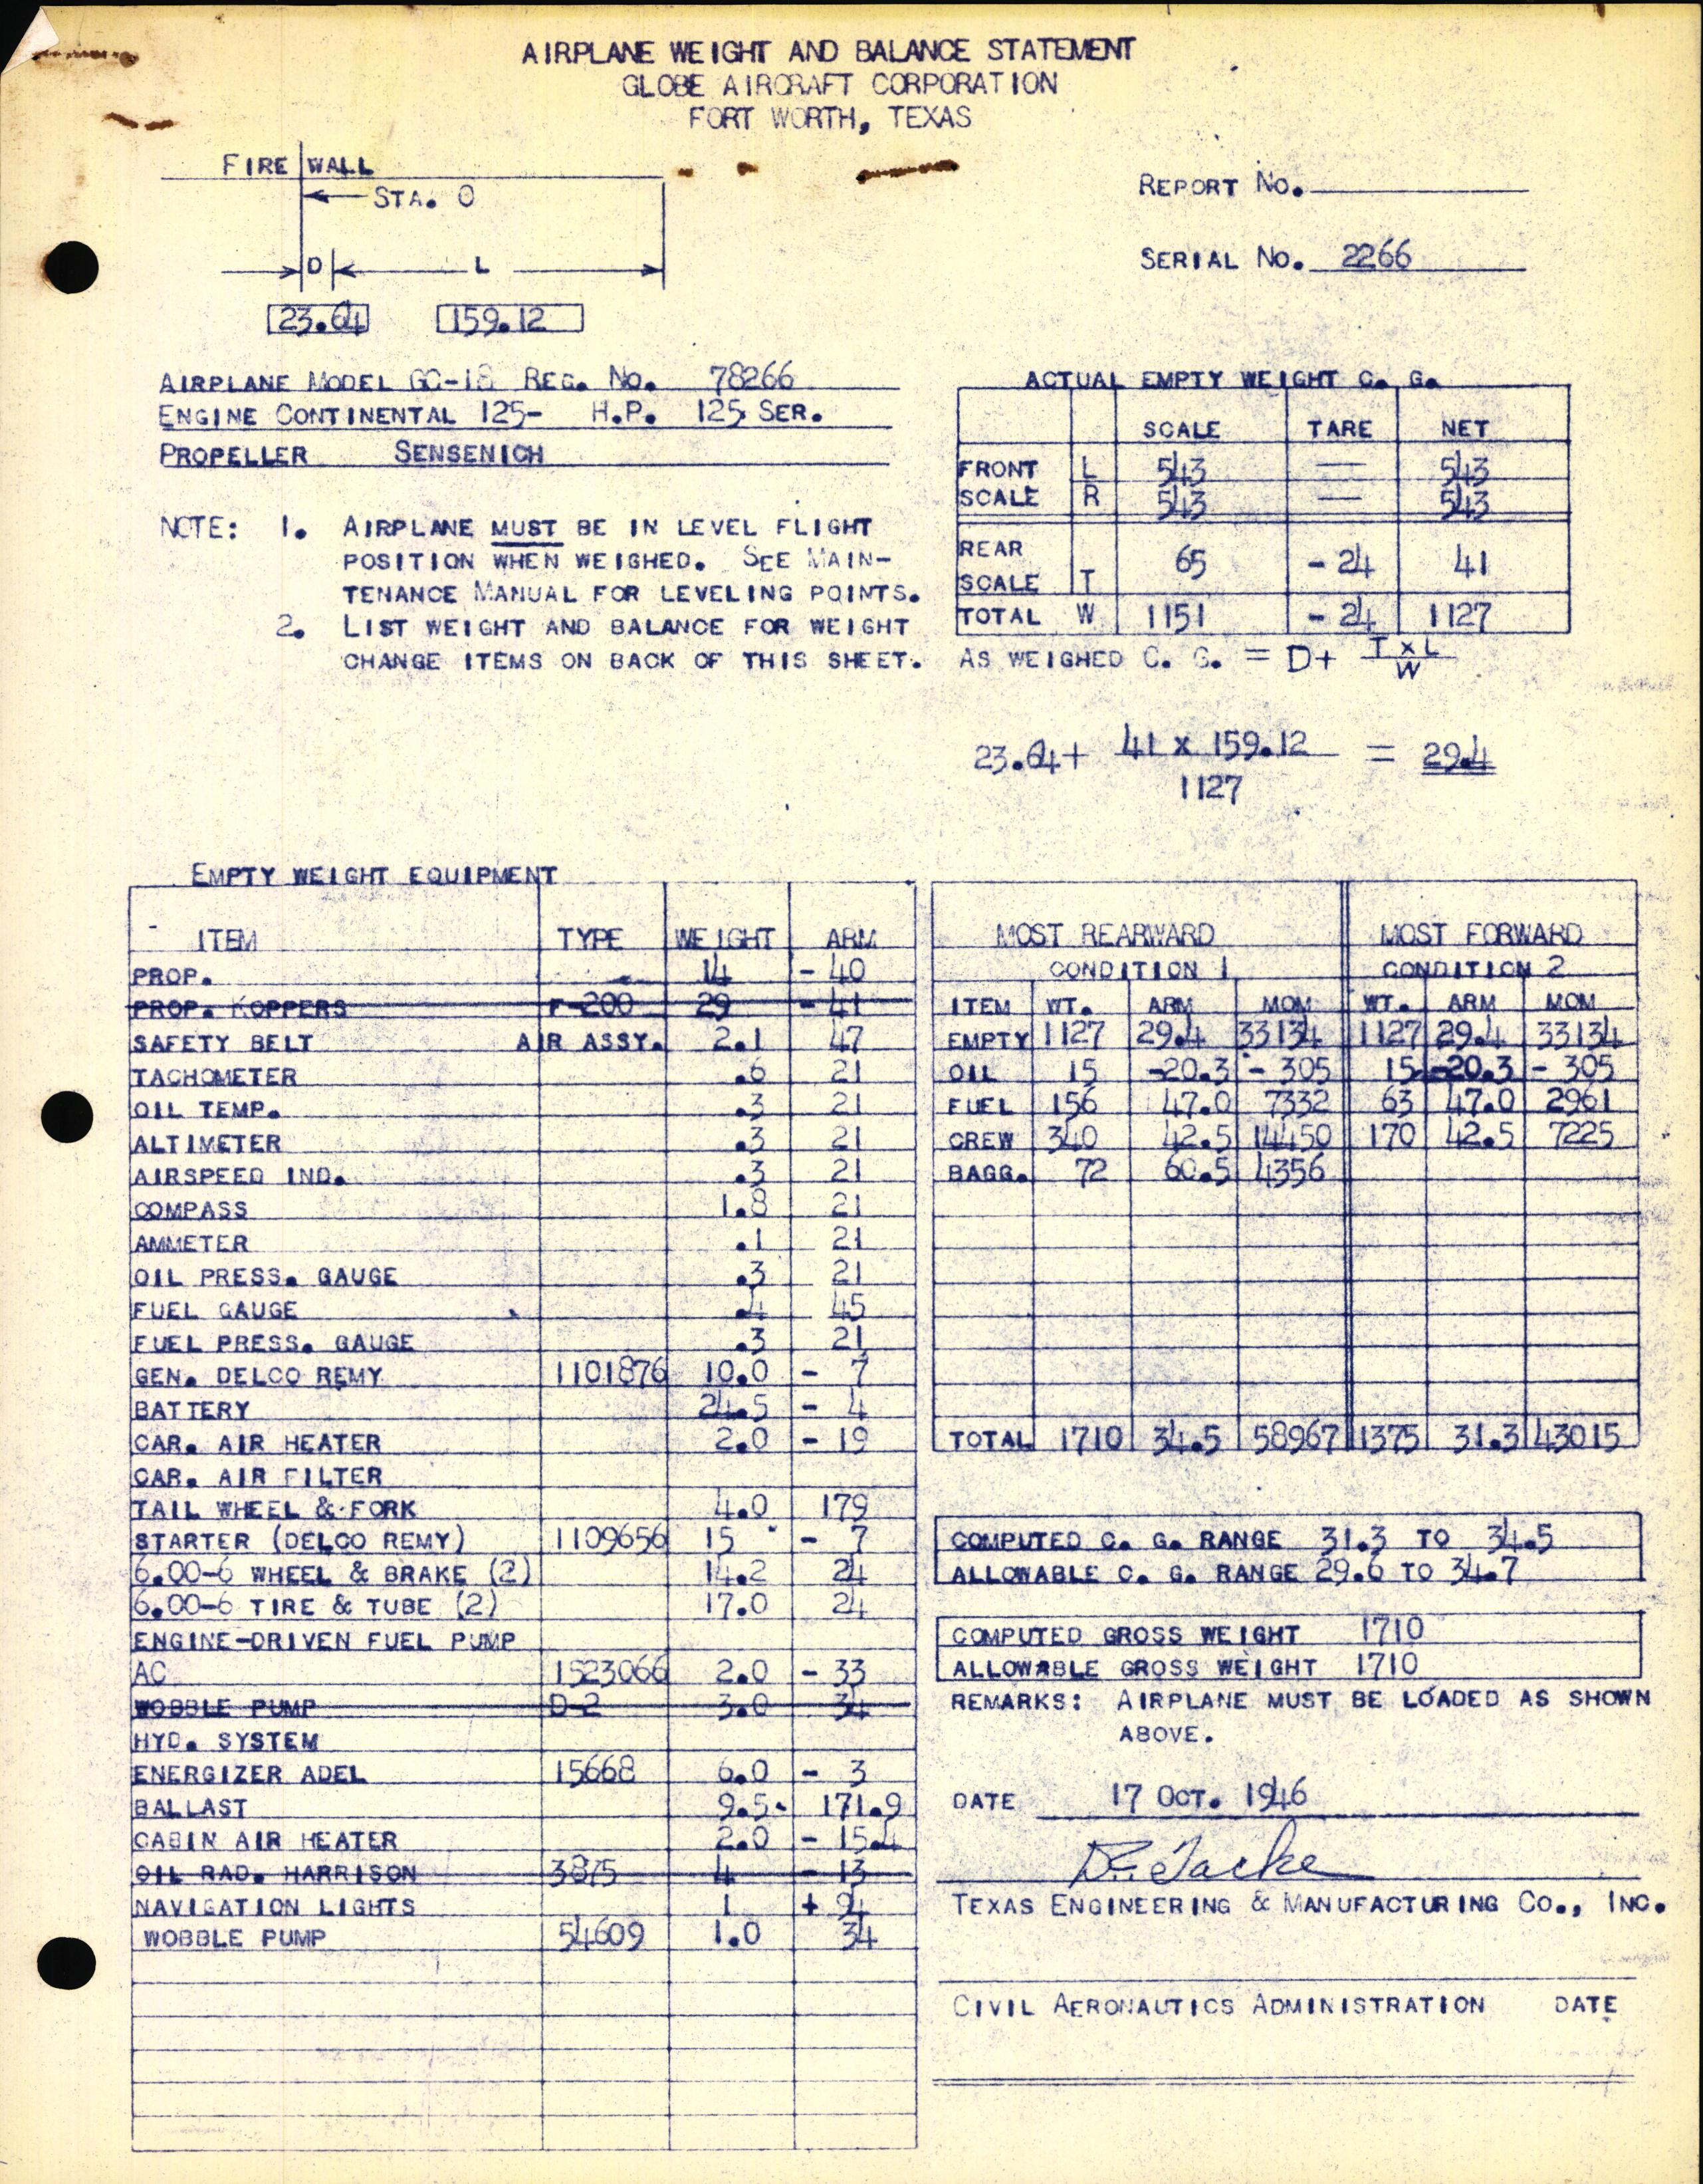 AIRPLANE WEIGHT AND BALANCE STATEMENT
GLOBE AIRCRAFT CORPORATION
FORT WORTH, TEXAS
FIRE WALL
STA. 0
D L
23.64 159.12
REPORT NO.
SERIAL NO. 2266
AIRPLANE MODEL GC-1B REG. NO. 78266
ENGINE CONTINENTAL 125- H.P. 125 SER.
PROPELLER SENSENICH
NOTE: 1. AIRPLANE MUST BE IN LEVEL FLIGHT
POSITION WHEN WEIGHED. SEE MAIN-
TENANCE MANUAL FOR LEVELING POINTS.
2. LIST WEIGHT AND BALANCE FOR WEIGHT
CHANGE ITEMS ON BACK OF THIS SHEET.
ACTUAL EMPTY WEIGHT C. G.
SCALE TARE NET
FRONT L 543 — 543
SCALE R 543 — 543
REAR
SCALE T 65 - 24 41
TOTAL W 1151 - 24 1127
AS WEIGHED C. G. = D+ T x L
W
23.64+ 41 x 159.12 = 29.4
1127
EMPTY WEIGHT EQUIPMENT
ITEM TYPE WEIGHT ARM
PROP. 14 - 40
PROP. KOPPERS F-200 29 - 41
SAFETY BELT AIR ASSY. 2.1 47
TACHOMETER .6 21
OIL TEMP. .3 21
ALTIMETER .3 21
AIRSPEED IND. .3 21
COMPASS 1.8 21
AMMETER .1 21
OIL PRESS. GAUGE .3 21
FUEL GAUGE .4 45
FUEL PRESS. GAUGE .3 21
GEN. DELCO REMY 1101876 10.0 - 7
BATTERY 24.5 - 4
CAR. AIR HEATER 2.0 - 19
CAR. AIR FILTER
TAIL WHEEL & FORK 4.0 179
STARTER (DELCO REMY) 1109656 15 - 7
6.00-6 WHEEL & BRAKE (2) 14.2 24
6.00-6 TIRE & TUBE (2) 17.0 24
ENGINE-DRIVEN FUEL PUMP
AC 1523066 2.0 - 33
WOBBLE PUMP D-2 3.0 34
HYD. SYSTEM
ENERGIZER ADEL 15668 6.0 - 3
BALLAST 9.5 171.9
CABIN AIR HEATER 2.0 - 15.4
OIL RAD. HARRISON 3875 4 - 13
NAVIGATION LIGHTS 1 + 94
WOBBLE PUMP 54609 1.0 34
MOST REARWARD MOST FORWARD
CONDITION 1 CONDITION 2
ITEM WT. ARM MOM WT. ARM MOM
EMPTY 1127 29.4 33134 1127 29.4 33134
OIL 15 -20.3 - 305 15 -20.3 - 305
FUEL 156 47.0 7332 63 47.0 2961
CREW 340 42.5 14450 170 42.5 7225
BAGG. 72 60.5 4356
TOTAL 1710 34.5 58967 1375 31.3 43015
COMPUTED C. G. RANGE 31.3 TO 34.5
ALLOWABLE C. G. RANGE 29.6 TO 34.7
COMPUTED GROSS WEIGHT 1710
ALLOWABLE GROSS WEIGHT 1710
REMARKS: AIRPLANE MUST BE LOADED AS SHOWN
ABOVE.
DATE 17 OCT. 1946
TEXAS ENGINEERING & MANUFACTURING CO., INC.
CIVIL AERONAUTICS ADMINISTRATION DATE